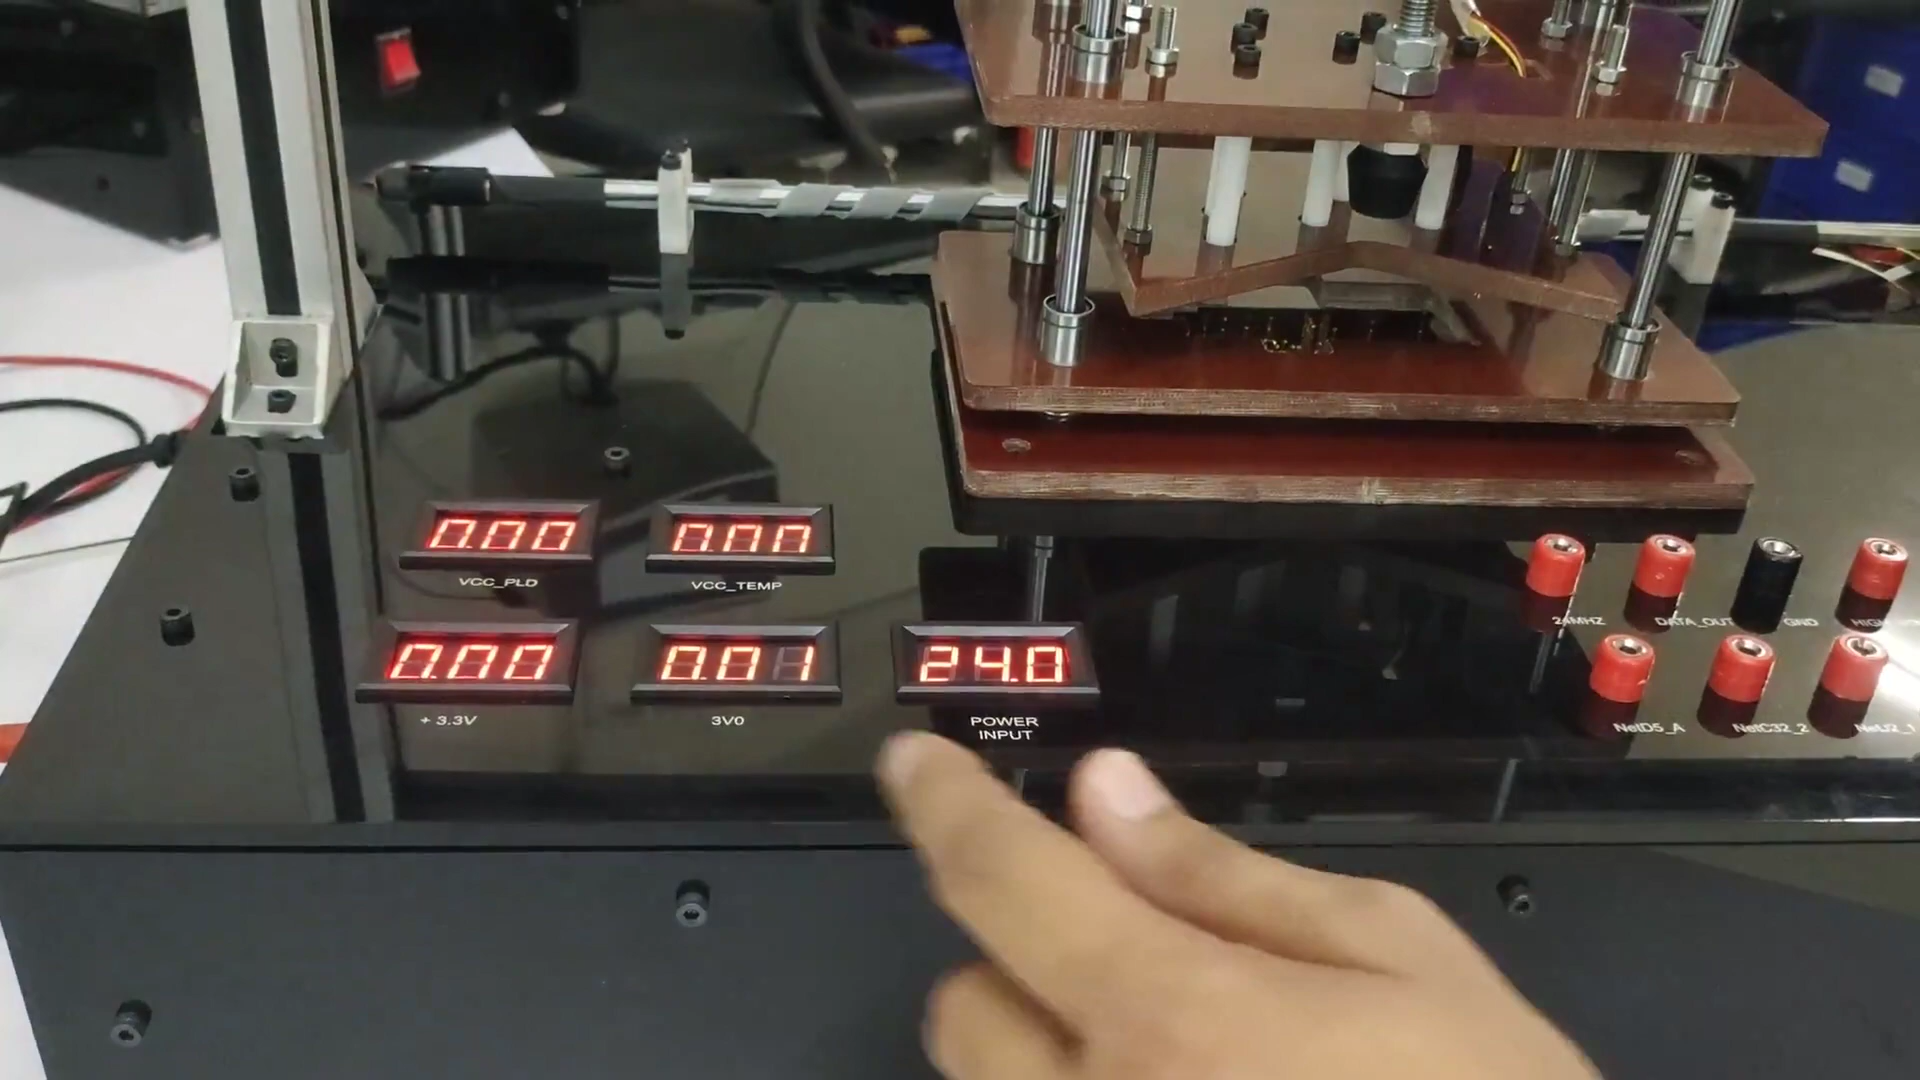 0.00
0.00
VCC_PLD
VCC_TEMP
0.00
0.01
24.0
+ 3.3V
3V0
POWER
INPUT
DATA_OUT
GND
NetD5_A
NetC32_2